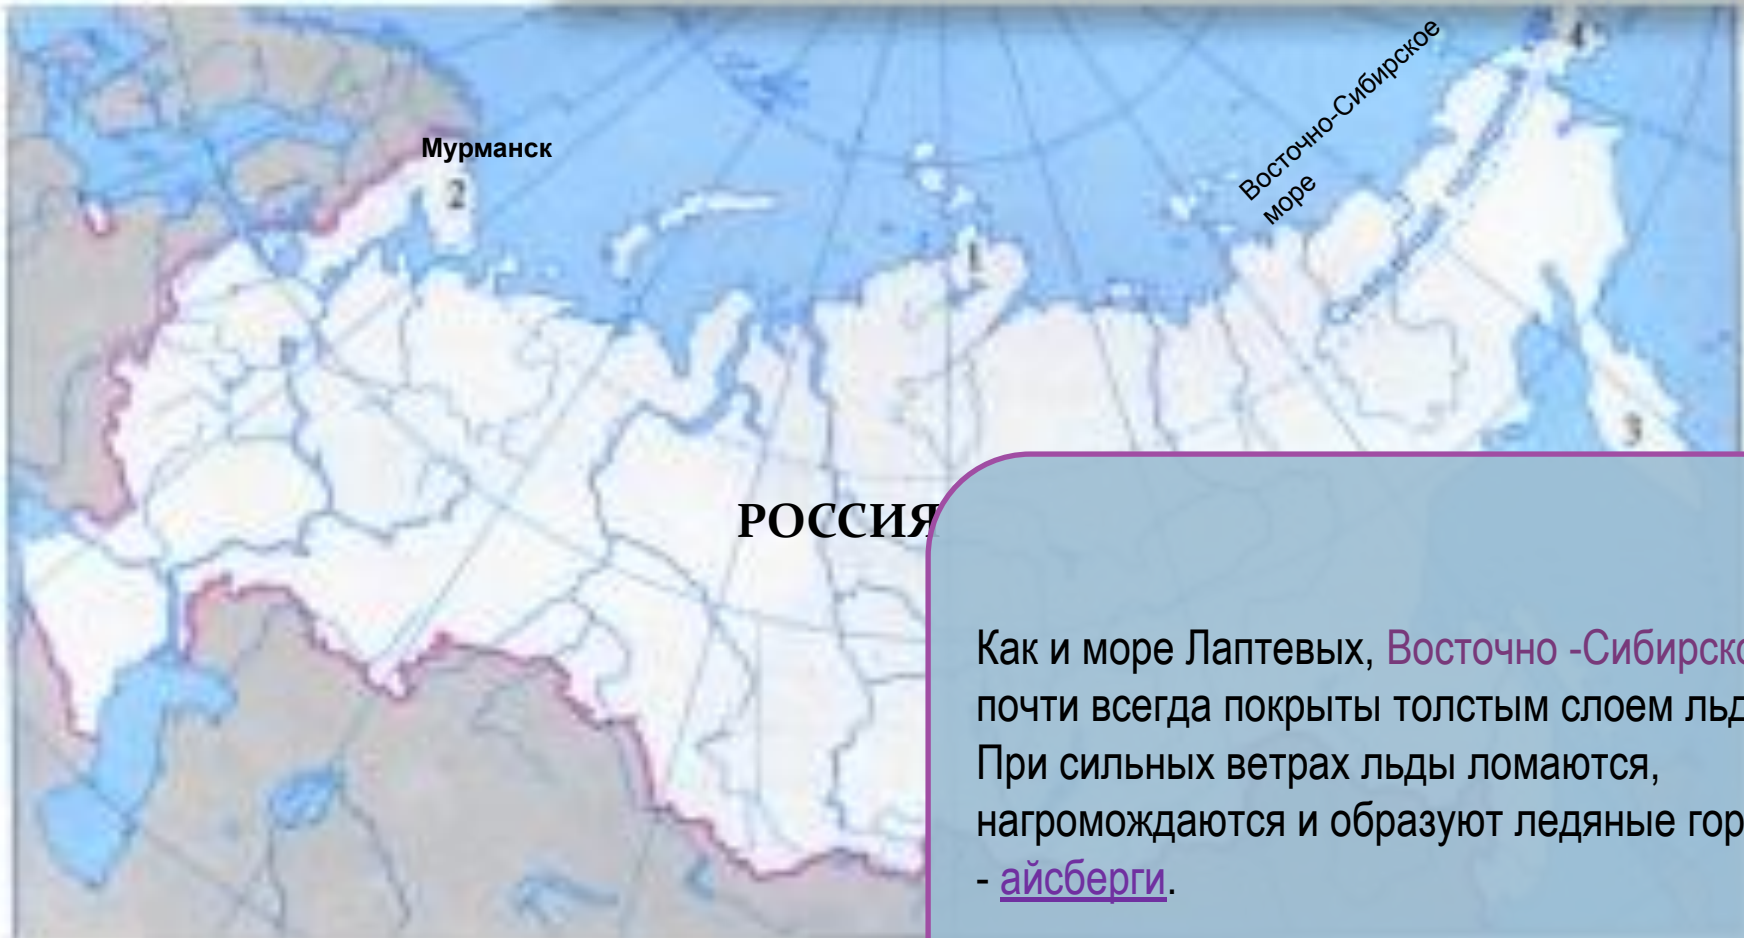 4
Восточно-Сибирское
море
Мурманск
2
1
3
РОССИЯ
Как и море Лаптевых, Восточно -Сибирско
почти всегда покрыты толстым слоем льд
При сильных ветрах льды ломаются,
нагромождаются и образуют ледяные гор
- айсберги.